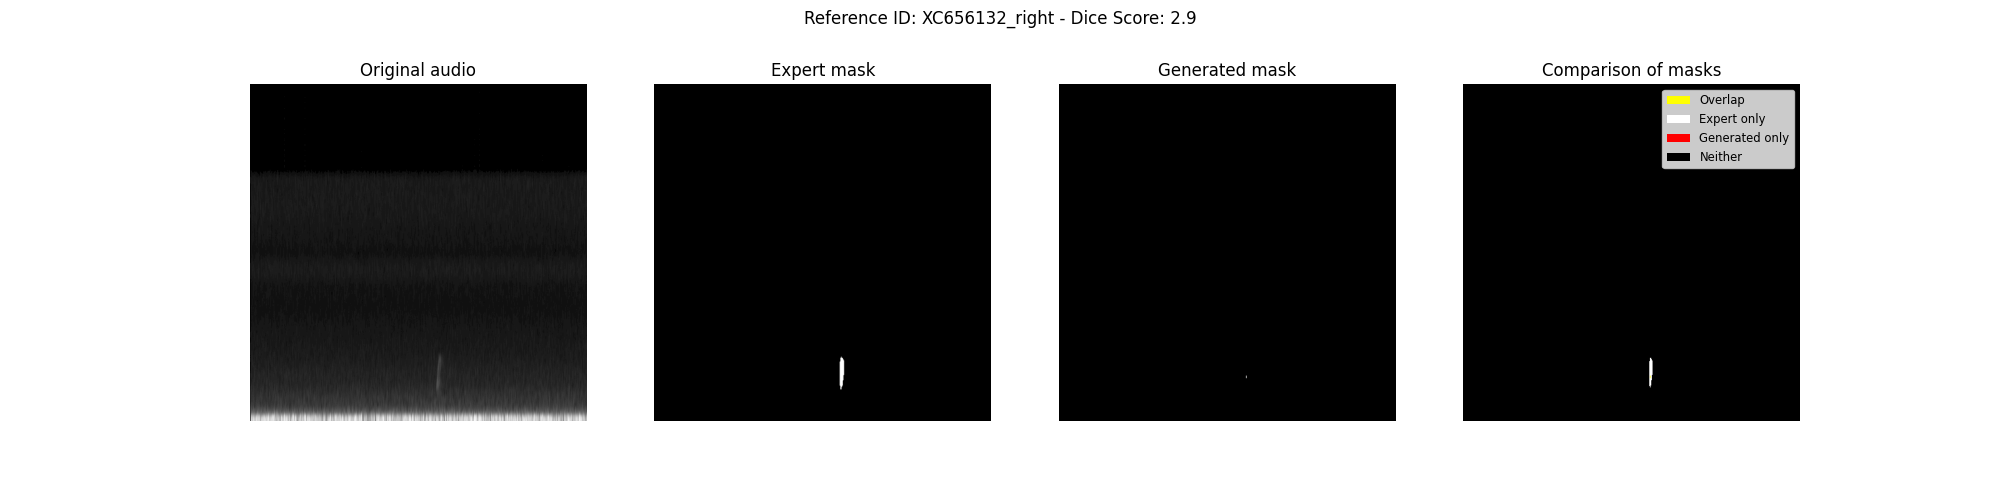 Reference ID: XC656132_right - Dice Score: 2.9
Original audio
Expert mask
Generated mask
Comparison of masks
Overlap
Expert only
Generated only
Neither